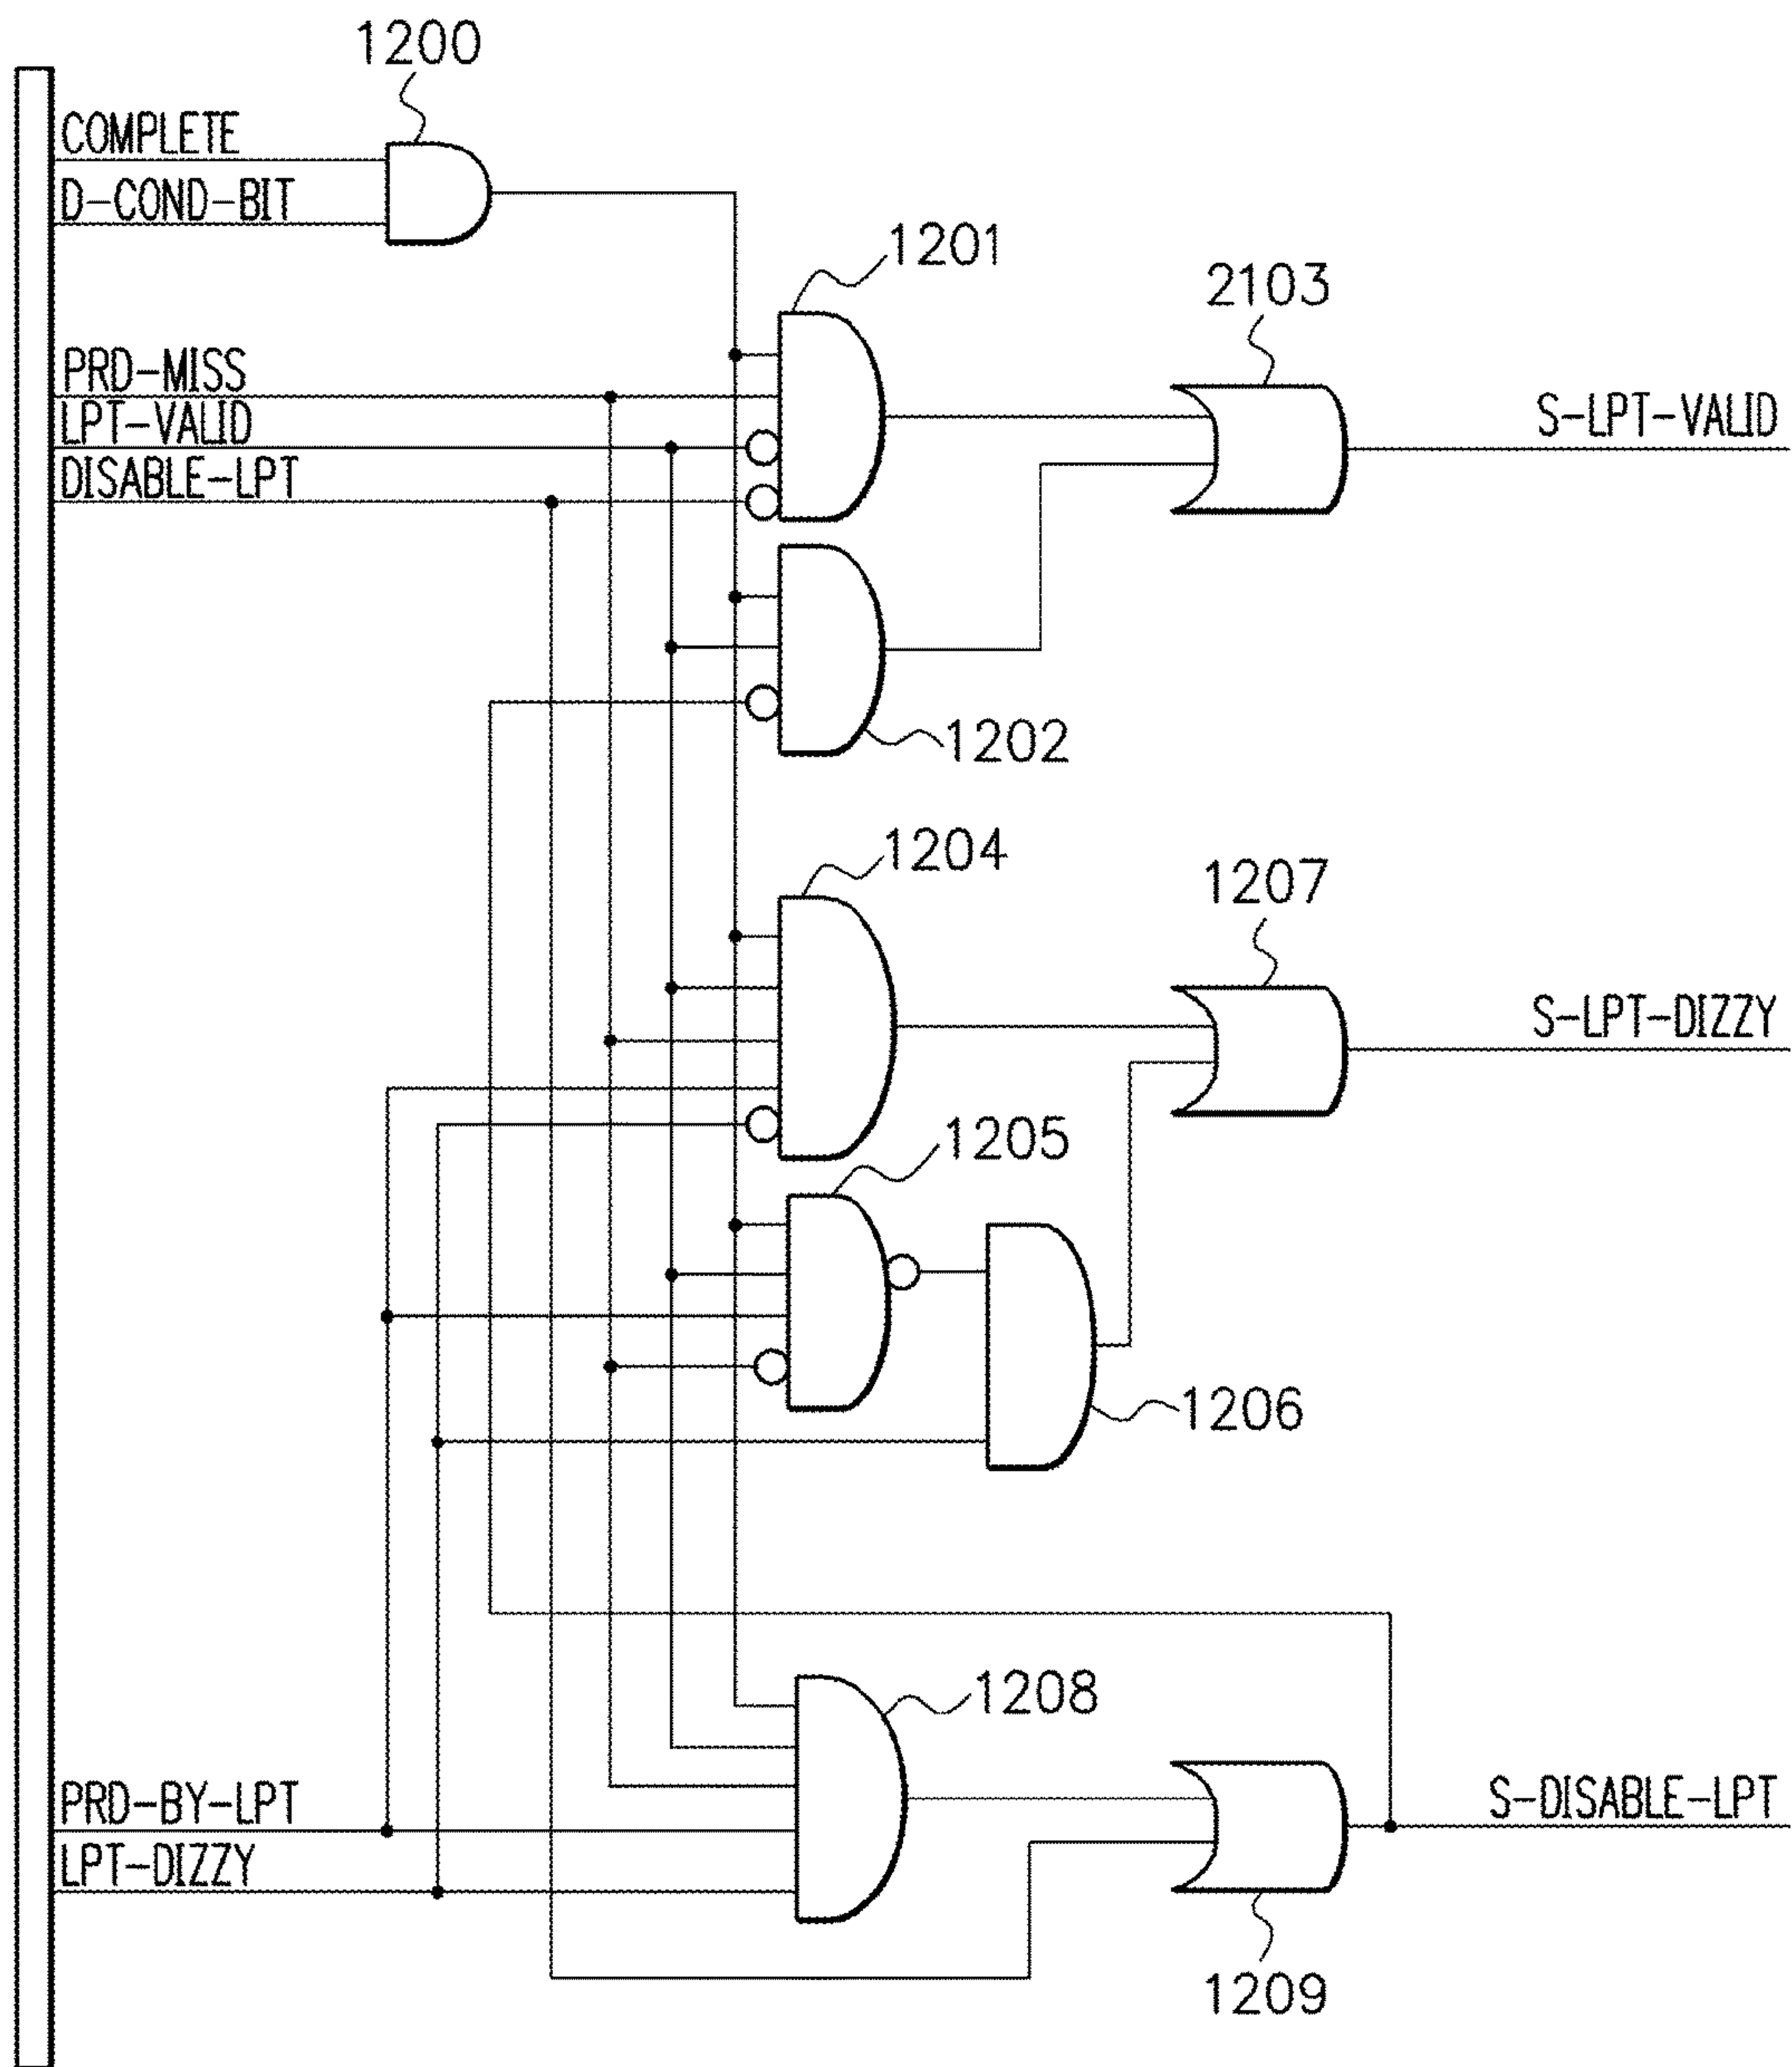 1200
COMPLETE
D-COND-BIT
1201
2103
PRD-MISS
LPT-VALID
DISABLE-LPT
S-LPT-VALID
1202
1204
1207
S-LPT-DIZZY
1205
1206
1208
PRD-BY-LPT
LPT-DIZZY
S-DISABLE-LPT
1209